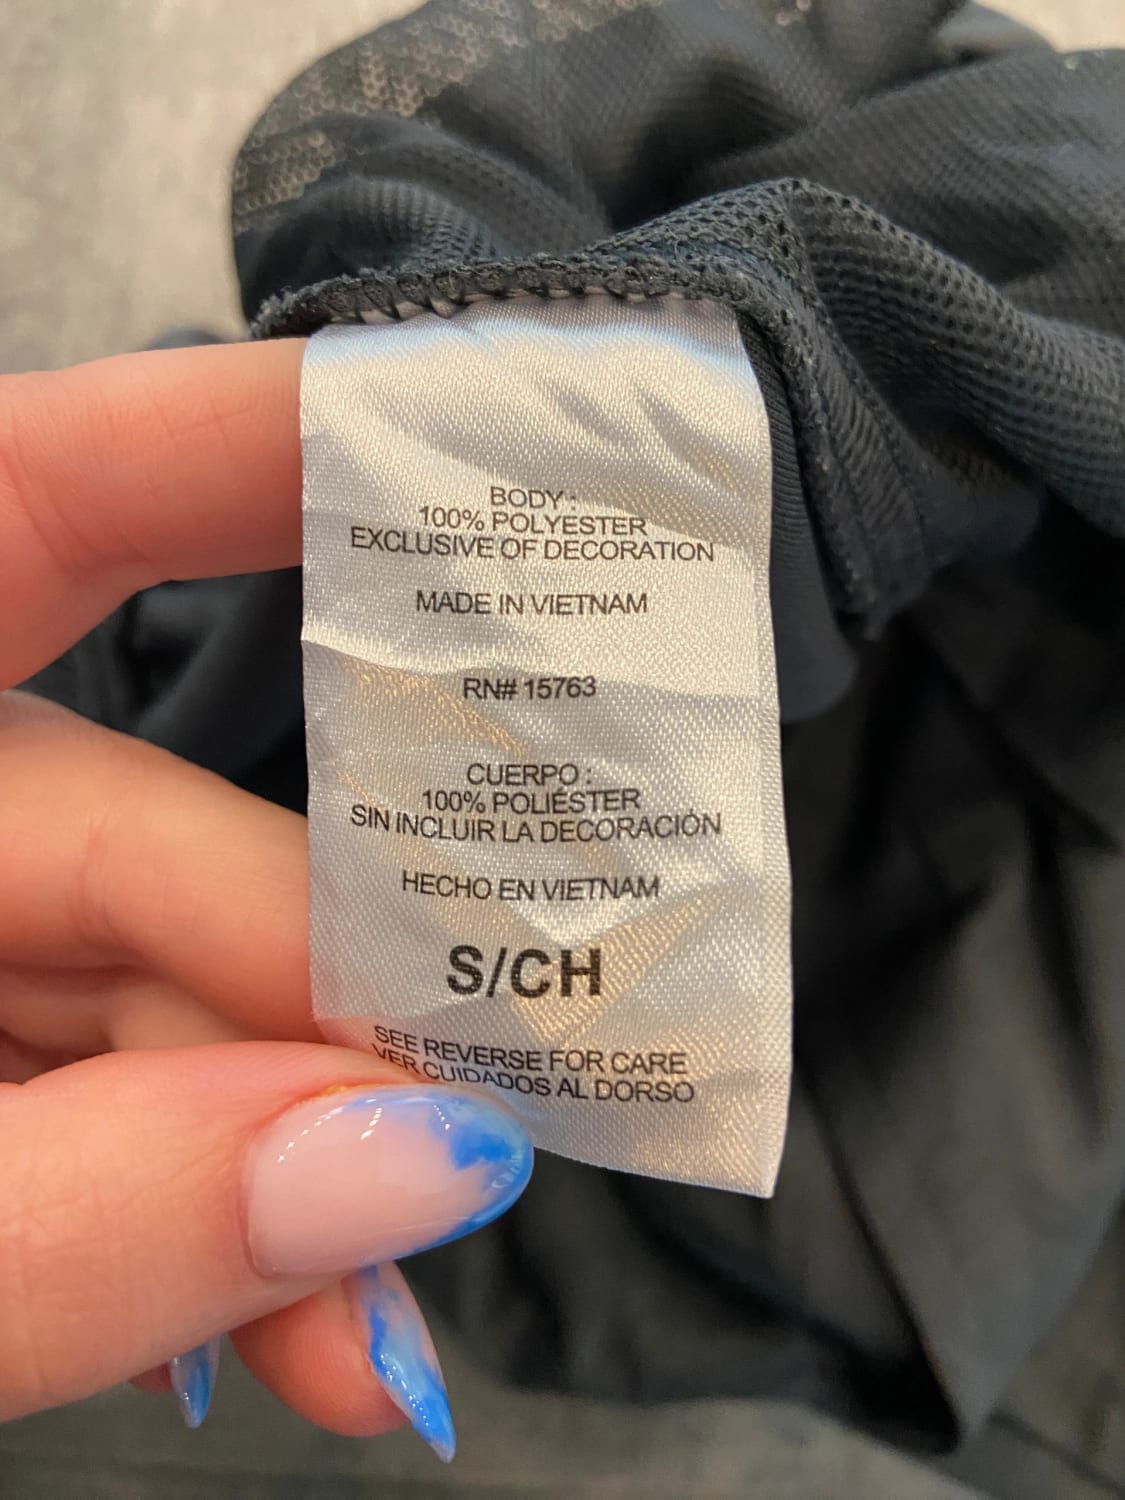 BODY :
100% POLYESTER
EXCLUSIVE OF DECORATION
MADE IN VIETNAM
RN# 15763
CUERPO :
100% POLIÉSTER
SIN INCLUIR LA DECORACIÓN
HECHO EN VIETNAM
S/CH
SEE REVERSE FOR CARE
VER CUIDADOS AL DORSO